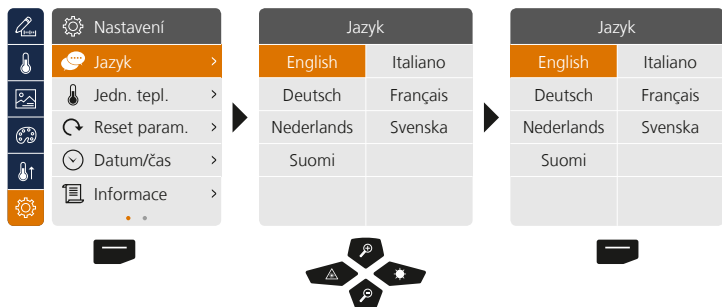 Nastavení
Jazyk
Jedn. tepl.
Reset param.
Datum/čas
Informace
Jazyk
English Italiano
Deutsch Français
Nederlands Svenska
Suomi
Jazyk
English Italiano
Deutsch Français
Nederlands Svenska
Suomi